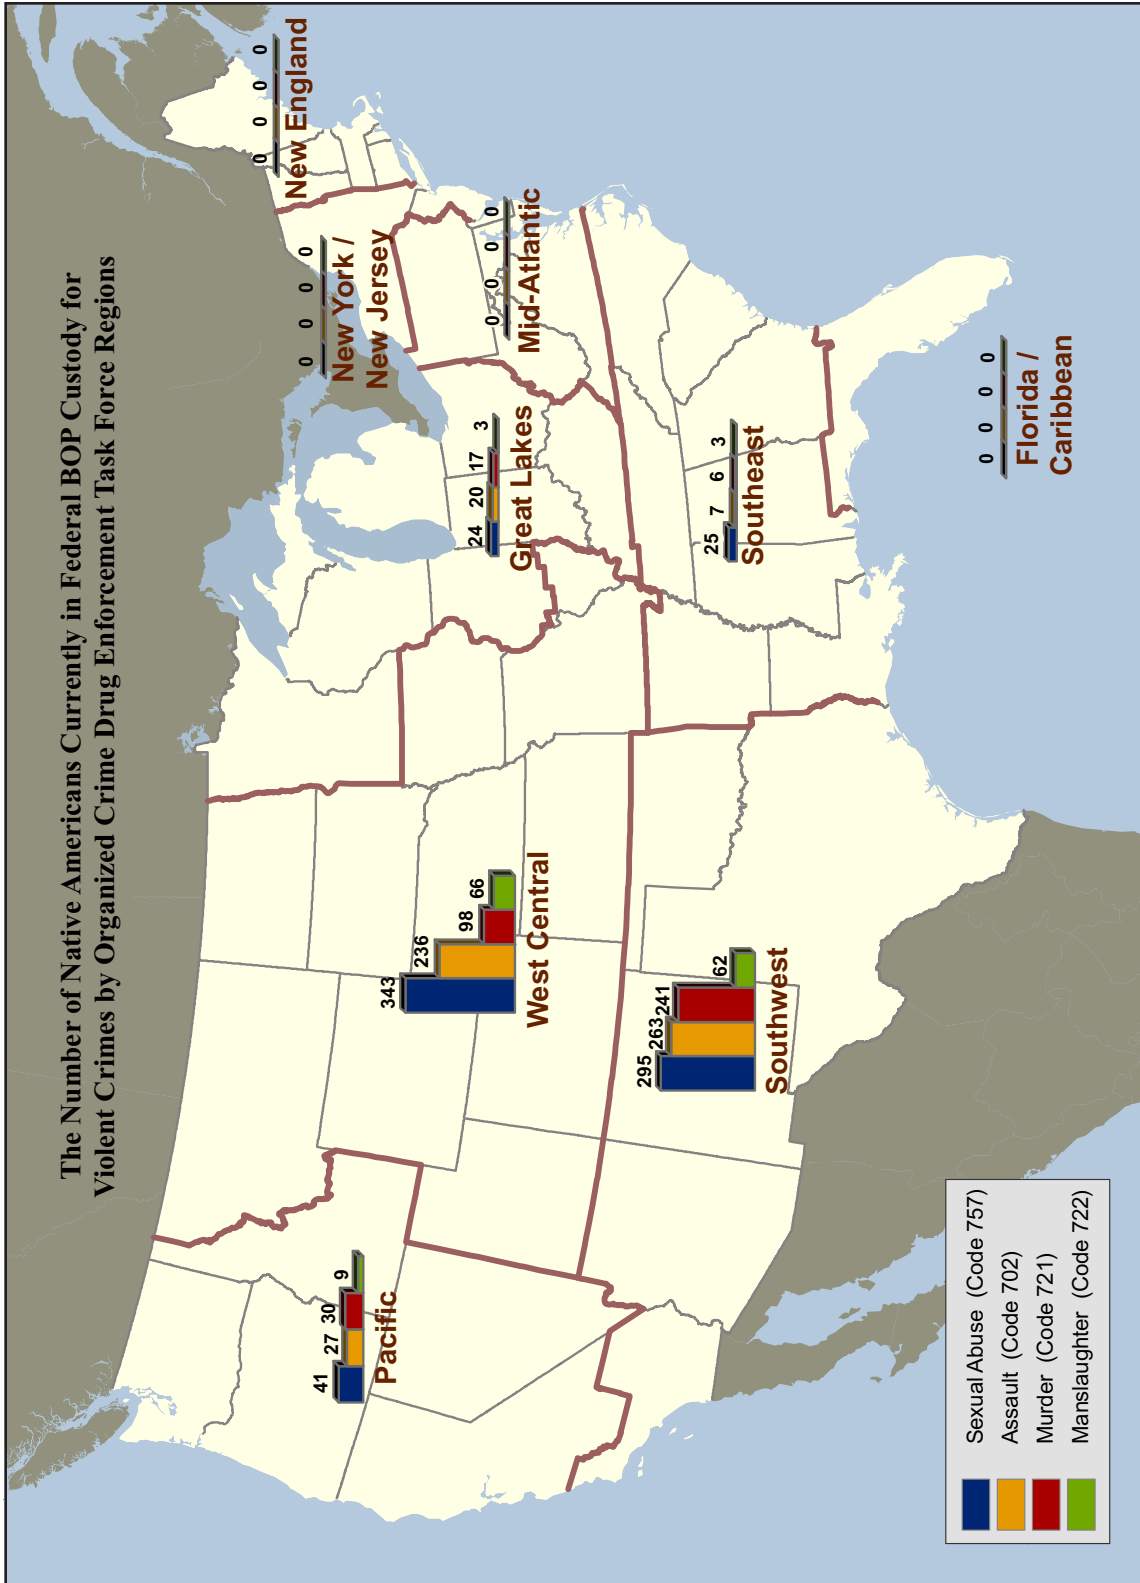 The Number of Native Americans Currently in Federal BOP Custody for
Violent Crimes by Organized Crime Drug Enforcement Task Force Regions
41
27
30
9
Pacific
343
236
98
66
West Central
295
263
241
62
Southwest
24
20
17
3
Great Lakes
25
7
6
3
Southeast
0
0
0
0
New York /
New Jersey
0
0
0
0
New England
0
0
0
0
Mid-Atlantic
0
0
0
0
Florida /
Caribbean
Sexual Abuse (Code 757)
Assault (Code 702)
Murder (Code 721)
Manslaughter (Code 722)